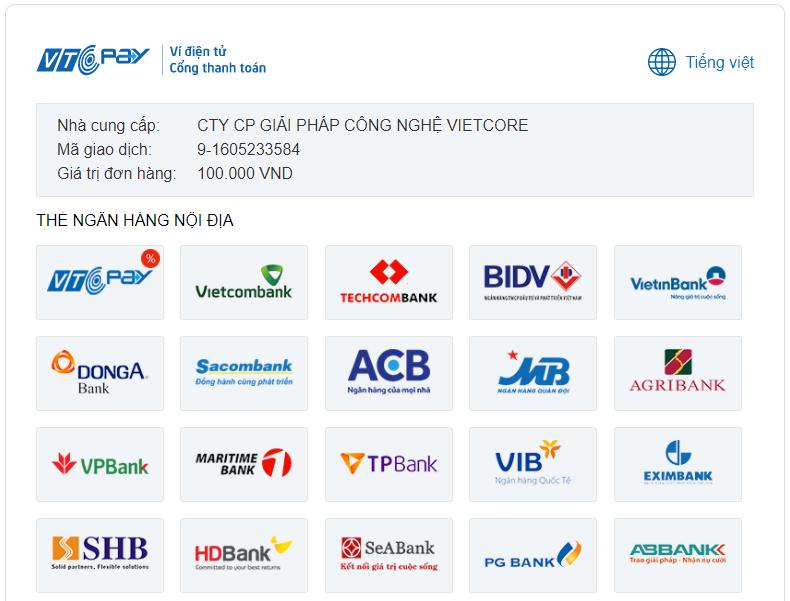 VTC Pay
Ví điện tử
Cổng thanh toán
Tiếng việt
Nhà cung cấp: CTY CP GIẢI PHÁP CÔNG NGHỆ VIETCORE
Mã giao dịch: 9-1605233584
Giá trị đơn hàng: 100.000 VND
THẺ NGÂN HÀNG NỘI ĐỊA
VTC Pay %
Vietcombank
TECHCOMBANK
BIDV
NGÂN HÀNG TMCP ĐẦU TƯ VÀ PHÁT TRIỂN VIỆT NAM
VietinBank
Nâng giá trị cuộc sống
DONGA
Bank
Sacombank
Đồng hành cùng phát triển
ACB
Ngân hàng của mọi nhà
MB
NGÂN HÀNG QUÂN ĐỘI
AGRIBANK
VPBank
MARITIME
BANK
TPBank
VIB
Ngân hàng Quốc Tế
EXIMBANK
SHB
Solid partners, Flexible solutions
HDBank
Committed to your best returns
SeABank
Kết nối giá trị cuộc sống
PG BANK
ABBANK
Trao giải pháp - Nhận nụ cười